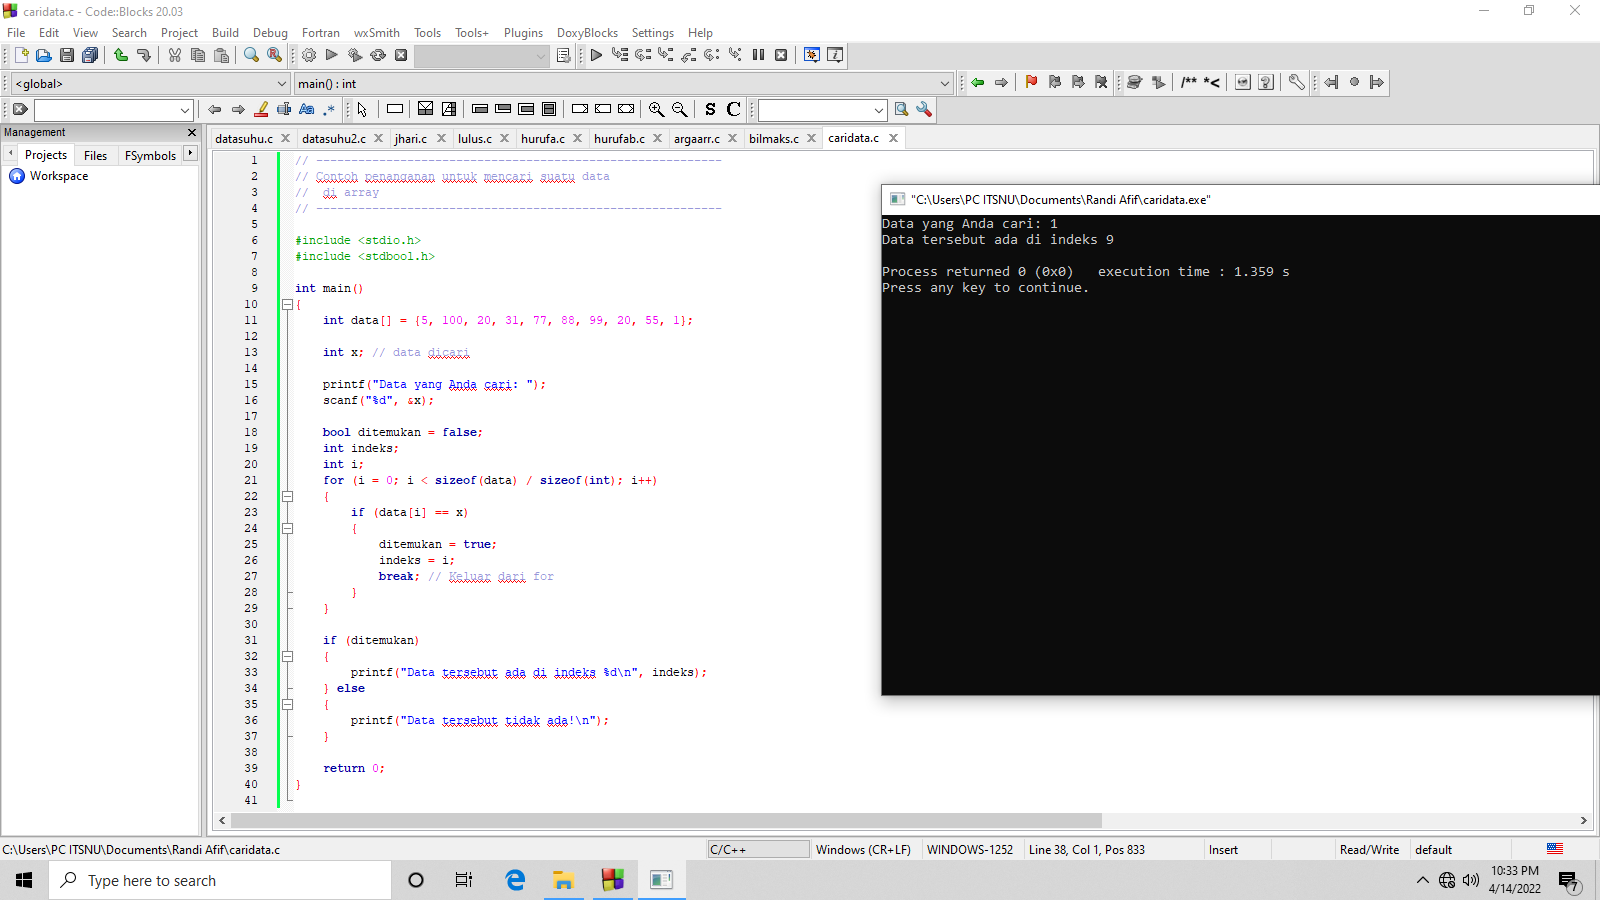 caridata.c - Code::Blocks 20.03
File Edit View Search Project Build Debug Fortran wxSmith Tools Tools+ Plugins DoxyBlocks Settings Help
<global> main() : int
/** *<
Aa .* S C
Management
Projects Files FSymbols
Workspace
datasuhu.c datasuhu2.c jhari.c lulus.c hurufa.c hurufab.c argaarr.c bilmaks.c caridata.c
1 // ----------------------------------------------------------
2 // Contoh penanganan untuk mencari suatu data
3 //  di array
4 // ----------------------------------------------------------
5
6 #include <stdio.h>
7 #include <stdbool.h>
8
9 int main()
10 {
11     int data[] = {5, 100, 20, 31, 77, 88, 99, 20, 55, 1};
12
13     int x; // data dicari
14
15     printf("Data yang Anda cari: ");
16     scanf("%d", &x);
17
18     bool ditemukan = false;
19     int indeks;
20     int i;
21     for (i = 0; i < sizeof(data) / sizeof(int); i++)
22     {
23         if (data[i] == x)
24         {
25             ditemukan = true;
26             indeks = i;
27             break; // Keluar dari for
28         }
29     }
30
31     if (ditemukan)
32     {
33         printf("Data tersebut ada di indeks %d\n", indeks);
34     } else
35     {
36         printf("Data tersebut tidak ada!\n");
37     }
38
39     return 0;
40 }
41
"C:\Users\PC ITSNU\Documents\Randi Afif\caridata.exe"
Data yang Anda cari: 1
Data tersebut ada di indeks 9
Process returned 0 (0x0)   execution time : 1.359 s
Press any key to continue.
C:\Users\PC ITSNU\Documents\Randi Afif\caridata.c C/C++ Windows (CR+LF) WINDOWS-1252 Line 38, Col 1, Pos 833 Insert Read/Write default
Type here to search
10:33 PM
4/14/2022
7